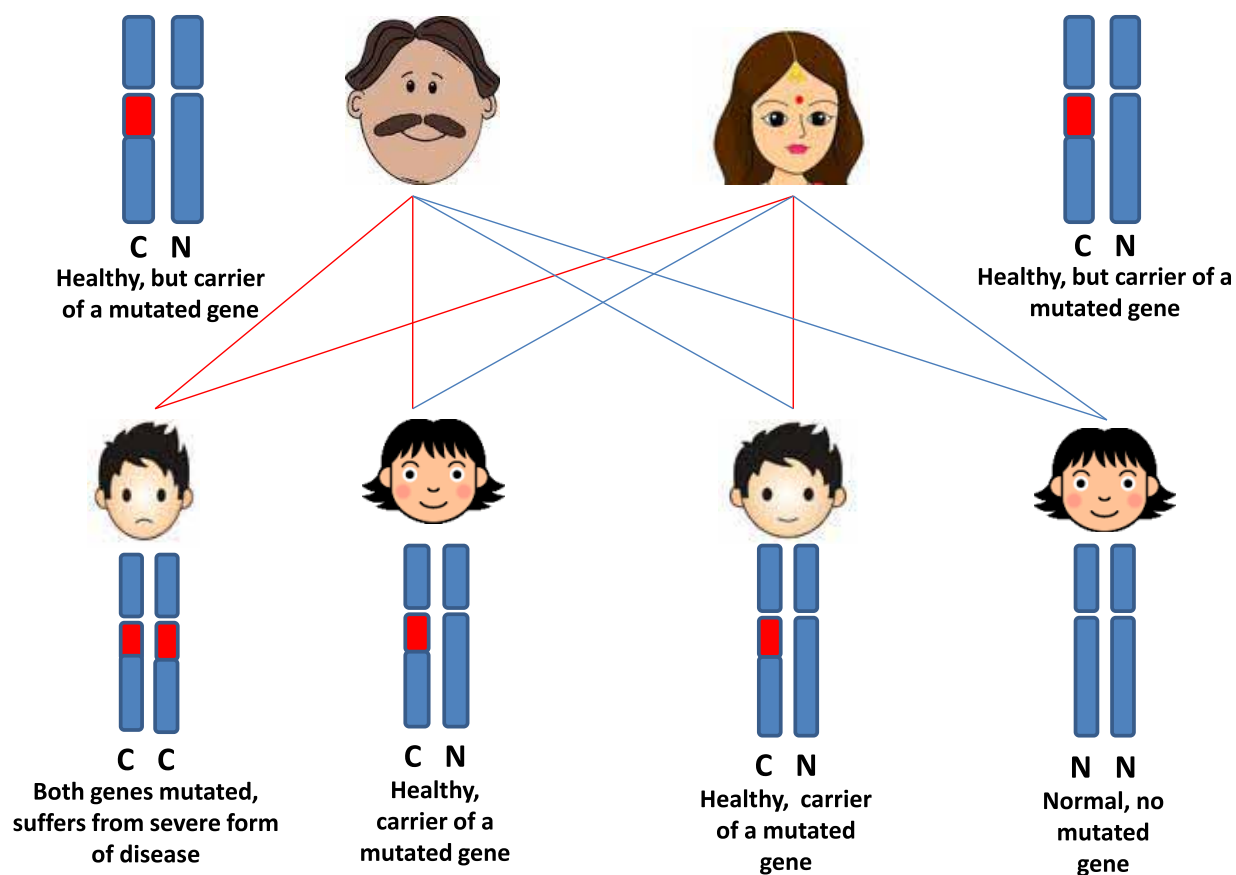 C N
Healthy, but carrier
of a mutated gene
C N
Healthy, but carrier of a
mutated gene
C C
Both genes mutated,
suffers from severe form
of disease
C N
Healthy,
carrier of a
mutated gene
C N
Healthy, carrier
of a mutated
gene
N N
Normal, no
mutated
gene